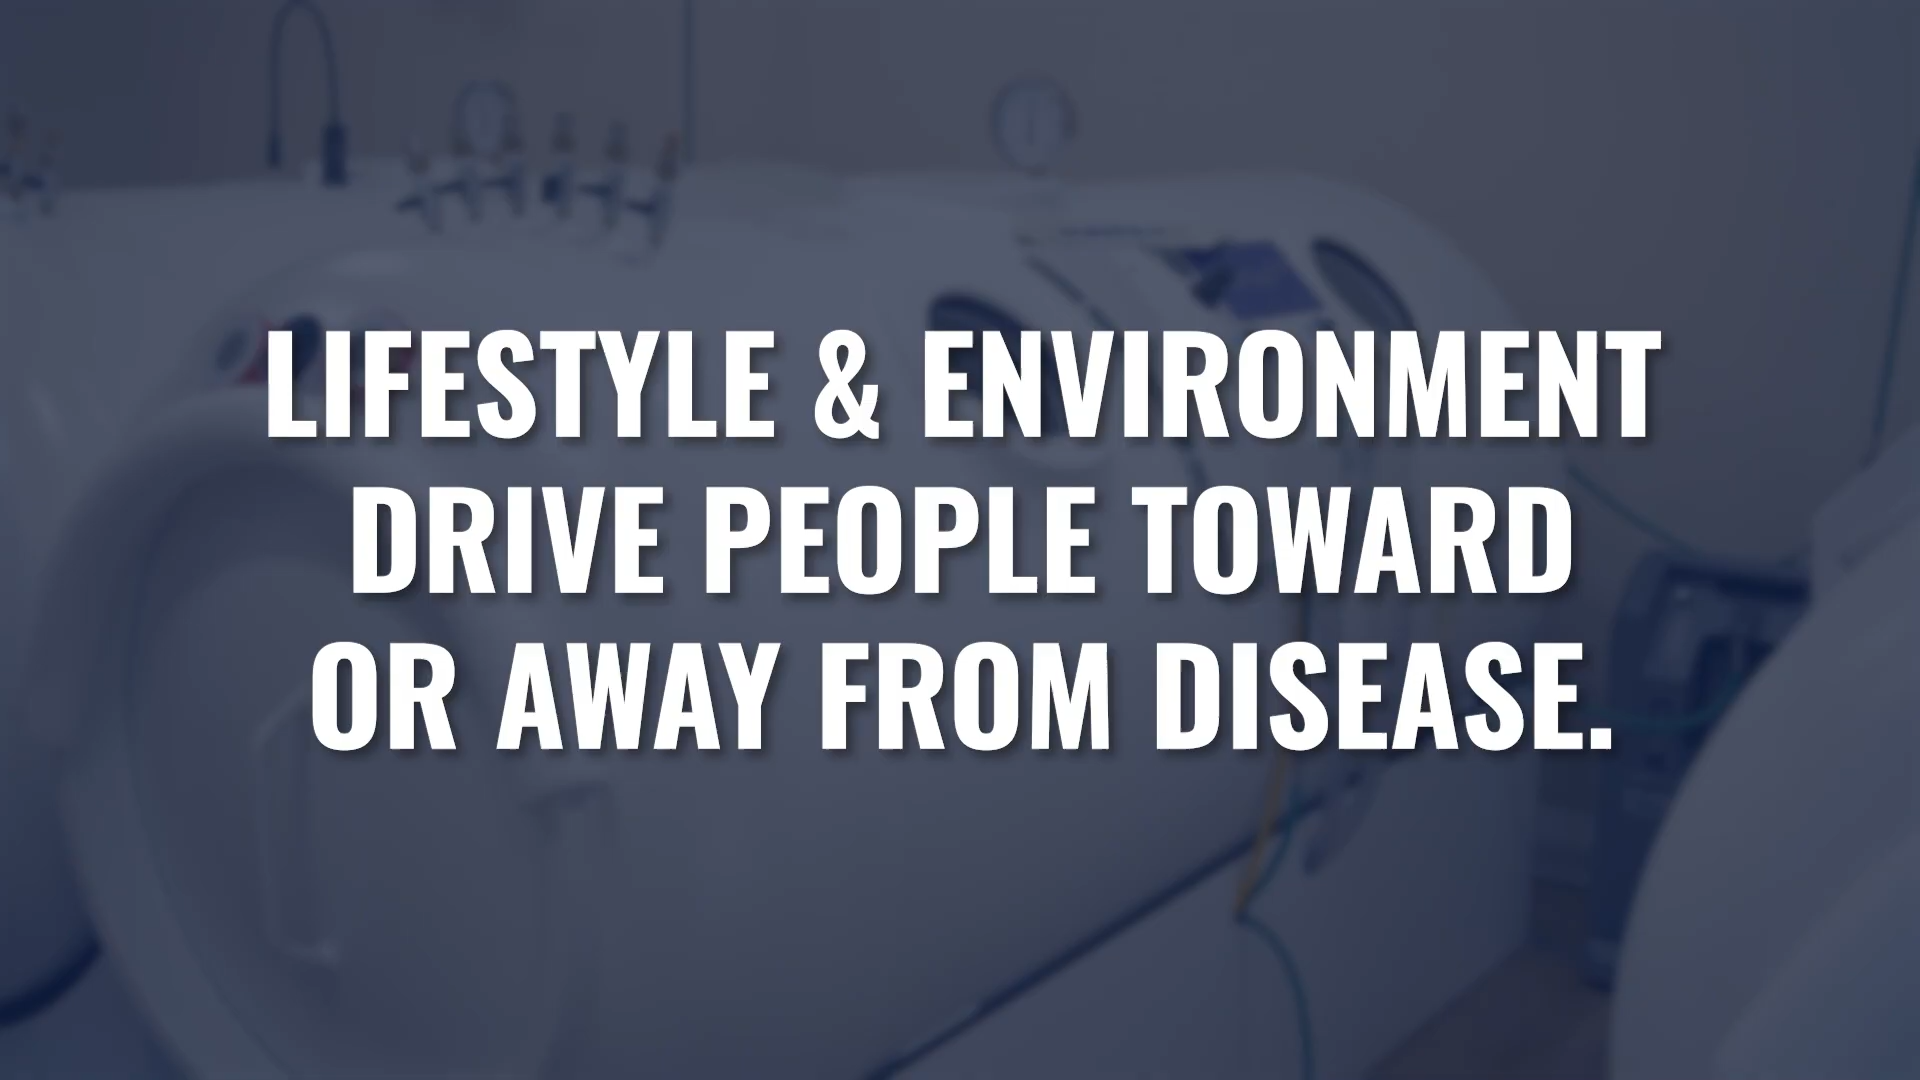 LIFESTYLE & ENVIRONMENT
DRIVE PEOPLE TOWARD
OR AWAY FROM DISEASE.